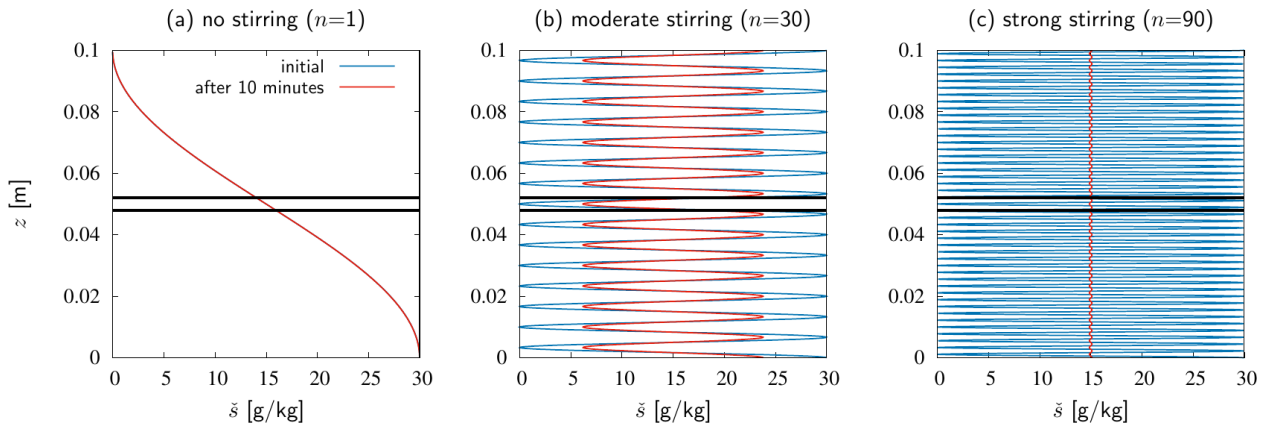 (a) no stirring (n=1)
(b) moderate stirring (n=30)
(c) strong stirring (n=90)
0.1
0.08
0.06
0.04
0.02
0
z [m]
initial
after 10 minutes
0 5 10 15 20 25 30
š [g/kg]
0.1
0.08
0.06
0.04
0.02
0
0 5 10 15 20 25 30
š [g/kg]
0.1
0.08
0.06
0.04
0.02
0
0 5 10 15 20 25 30
š [g/kg]